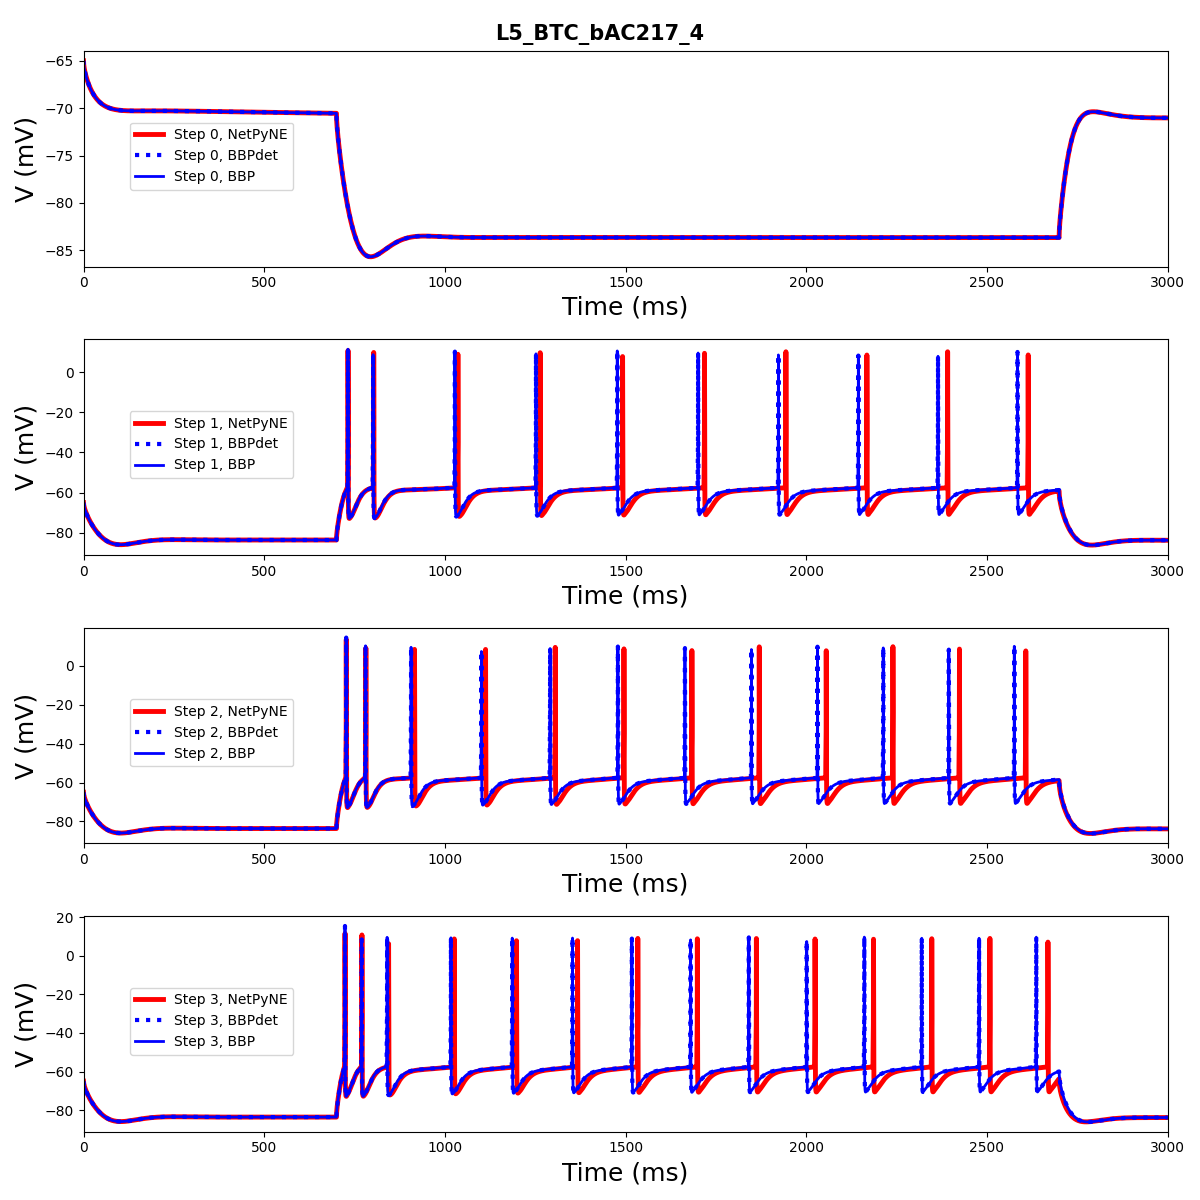 L5_BTC_bAC217_4
−65
−70
−75
−80
−85
V (mV)
Step 0, NetPyNE
Step 0, BBPdet
Step 0, BBP
0 500 1000 1500 2000 2500 3000
Time (ms)
0
−20
−40
−60
−80
V (mV)
Step 1, NetPyNE
Step 1, BBPdet
Step 1, BBP
0 500 1000 1500 2000 2500 3000
Time (ms)
0
−20
−40
−60
−80
V (mV)
Step 2, NetPyNE
Step 2, BBPdet
Step 2, BBP
0 500 1000 1500 2000 2500 3000
Time (ms)
20
0
−20
−40
−60
−80
V (mV)
Step 3, NetPyNE
Step 3, BBPdet
Step 3, BBP
0 500 1000 1500 2000 2500 3000
Time (ms)